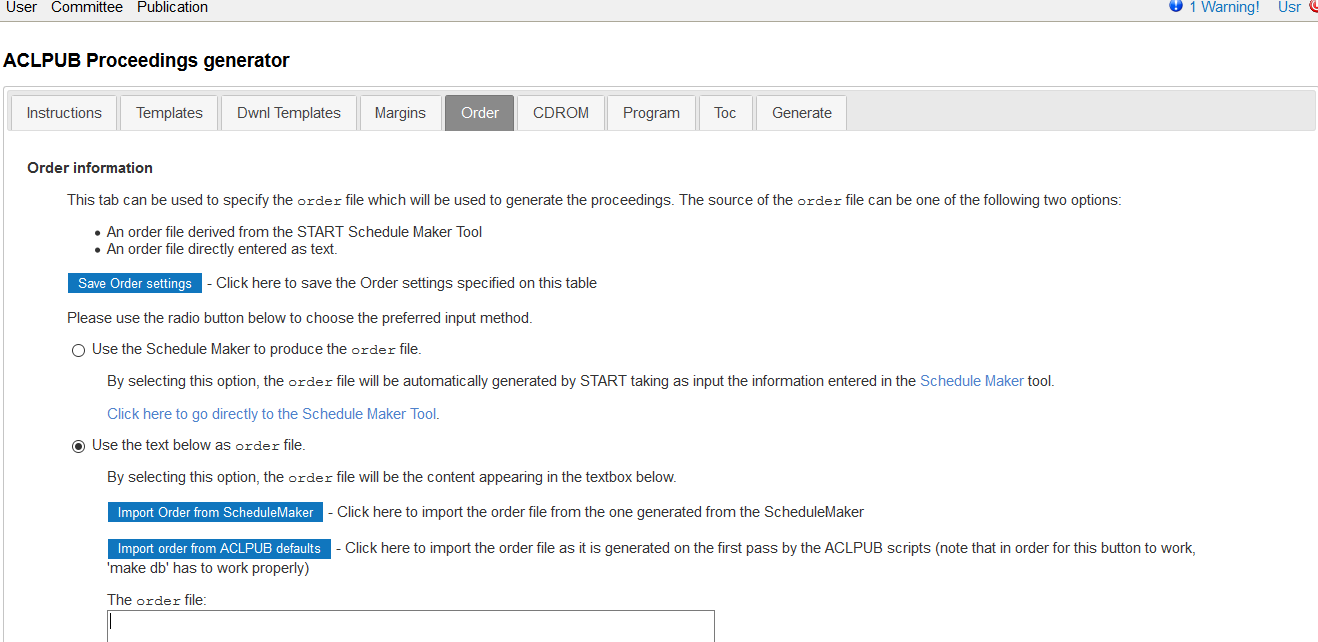 User Committee Publication 1 Warning! Usr
ACLPUB Proceedings generator
Instructions Templates Dwnl Templates Margins Order CDROM Program Toc Generate
Order information
This tab can be used to specify the order file which will be used to generate the proceedings. The source of the order file can be one of the following two options:
• An order file derived from the START Schedule Maker Tool
• An order file directly entered as text.
Save Order settings - Click here to save the Order settings specified on this table
Please use the radio button below to choose the preferred input method.
Use the Schedule Maker to produce the order file.
By selecting this option, the order file will be automatically generated by START taking as input the information entered in the Schedule Maker tool.
Click here to go directly to the Schedule Maker Tool.
Use the text below as order file.
By selecting this option, the order file will be the content appearing in the textbox below.
Import Order from ScheduleMaker - Click here to import the order file from the one generated from the ScheduleMaker
Import order from ACLPUB defaults - Click here to import the order file as it is generated on the first pass by the ACLPUB scripts (note that in order for this button to work,
'make db' has to work properly)
The order file: